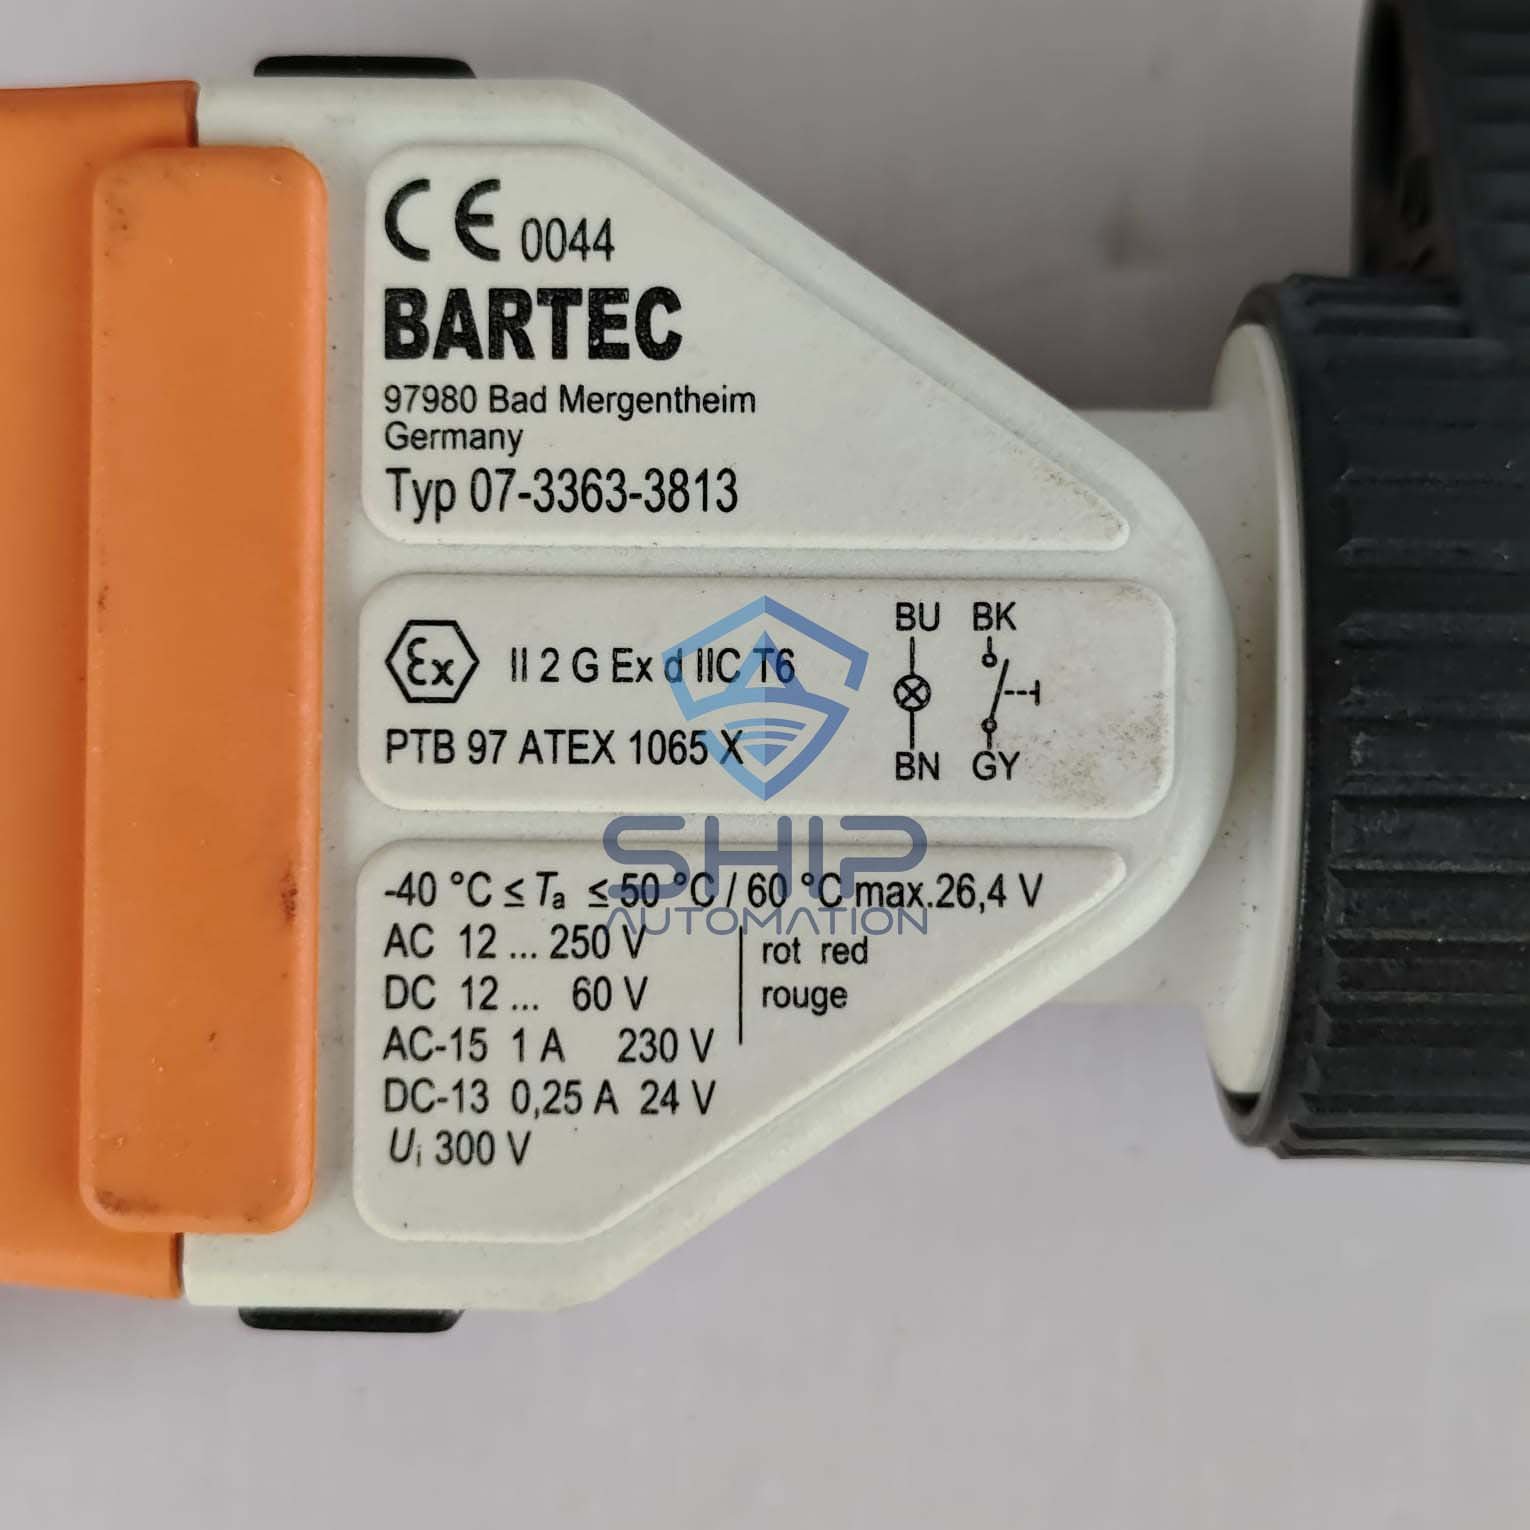 CE 0044
BARTEC
97980 Bad Mergentheim
Germany
Typ 07-3363-3813
Ex II 2 G Ex d IIC T6
PTB 97 ATEX 1065 X
BU BK
BN GY
SHIP
AUTOMATION
-40 °C ≤ Ta ≤ 50 °C / 60 °C max.26,4 V
AC 12 ... 250 V
DC 12 ... 60 V
rot red
rouge
AC-15 1 A 230 V
DC-13 0,25 A 24 V
Ui 300 V